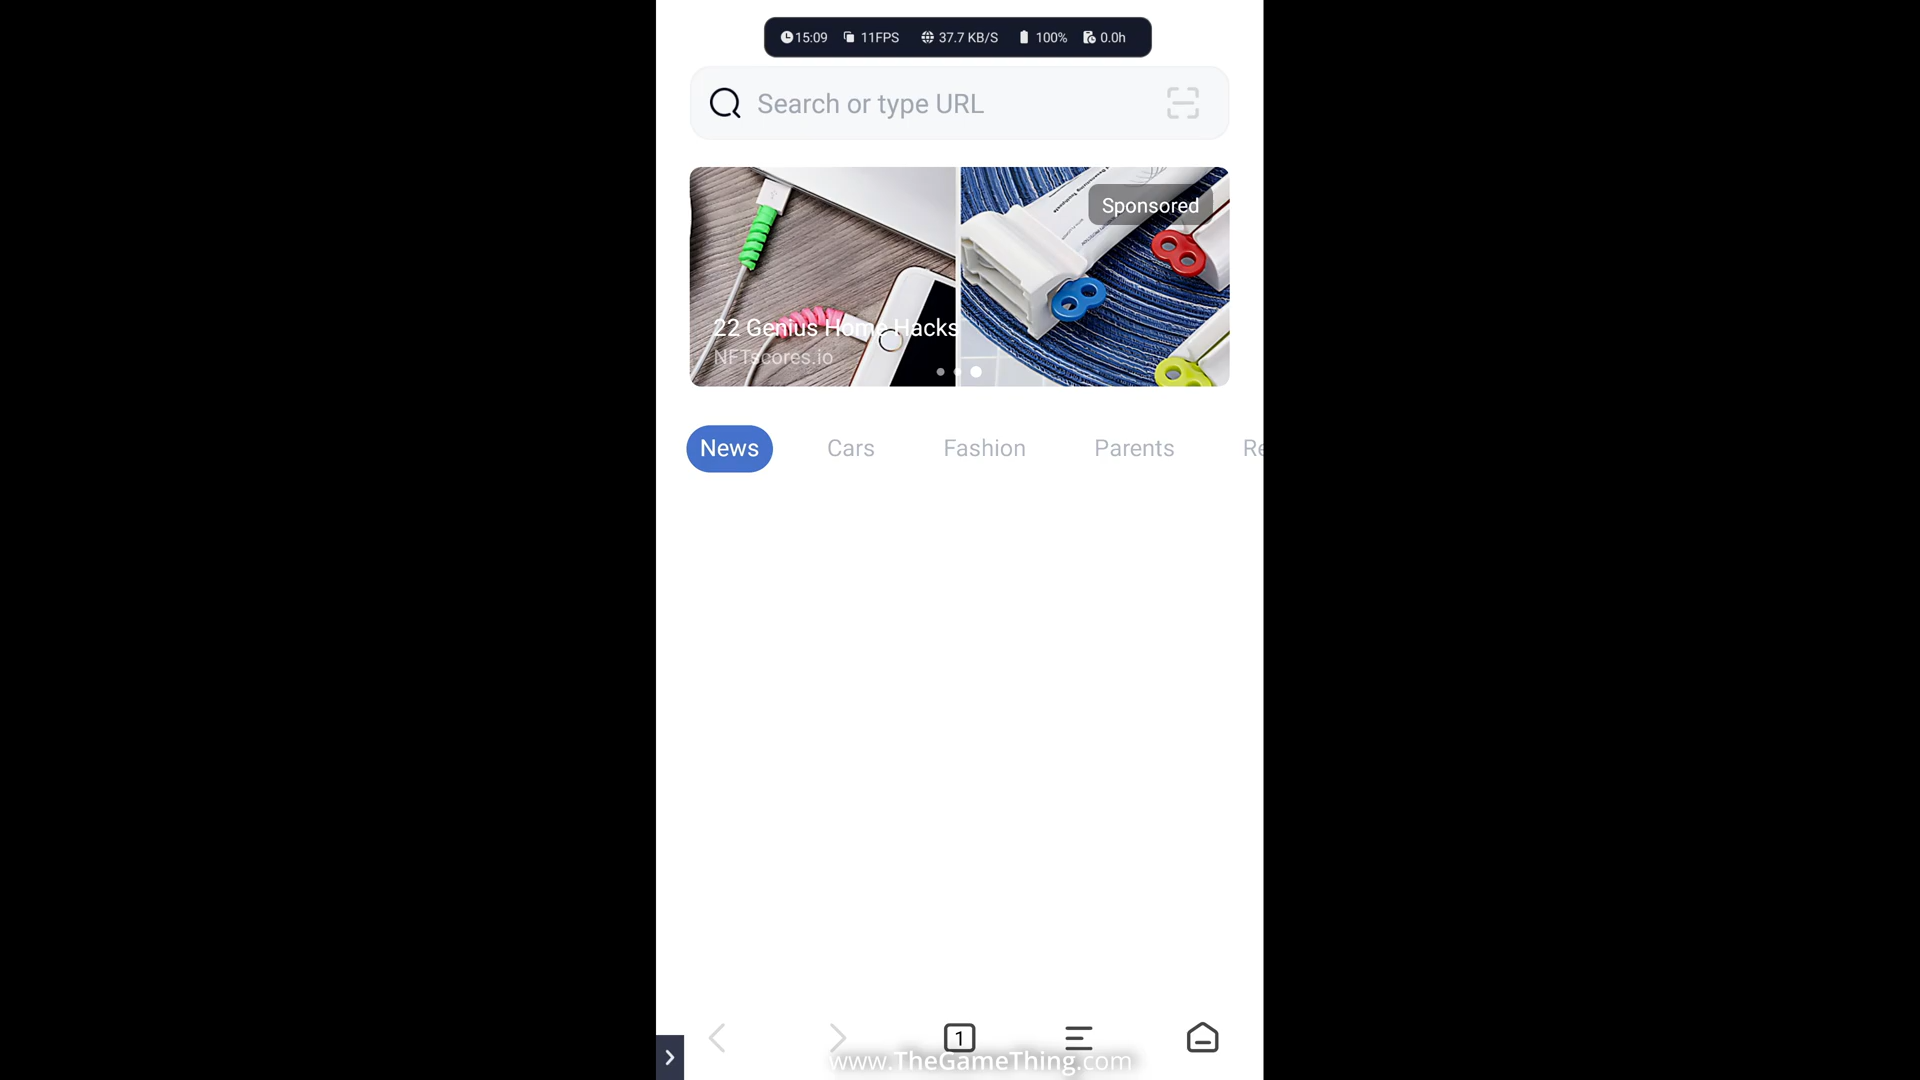 15:09 11FPS 37.7 KB/S 100% 0.0h
Search or type URL
Sponsored
22 Genius Home Hacks
NFTscores.io
News Cars Fashion Parents Re
1
www.TheGameThing.com